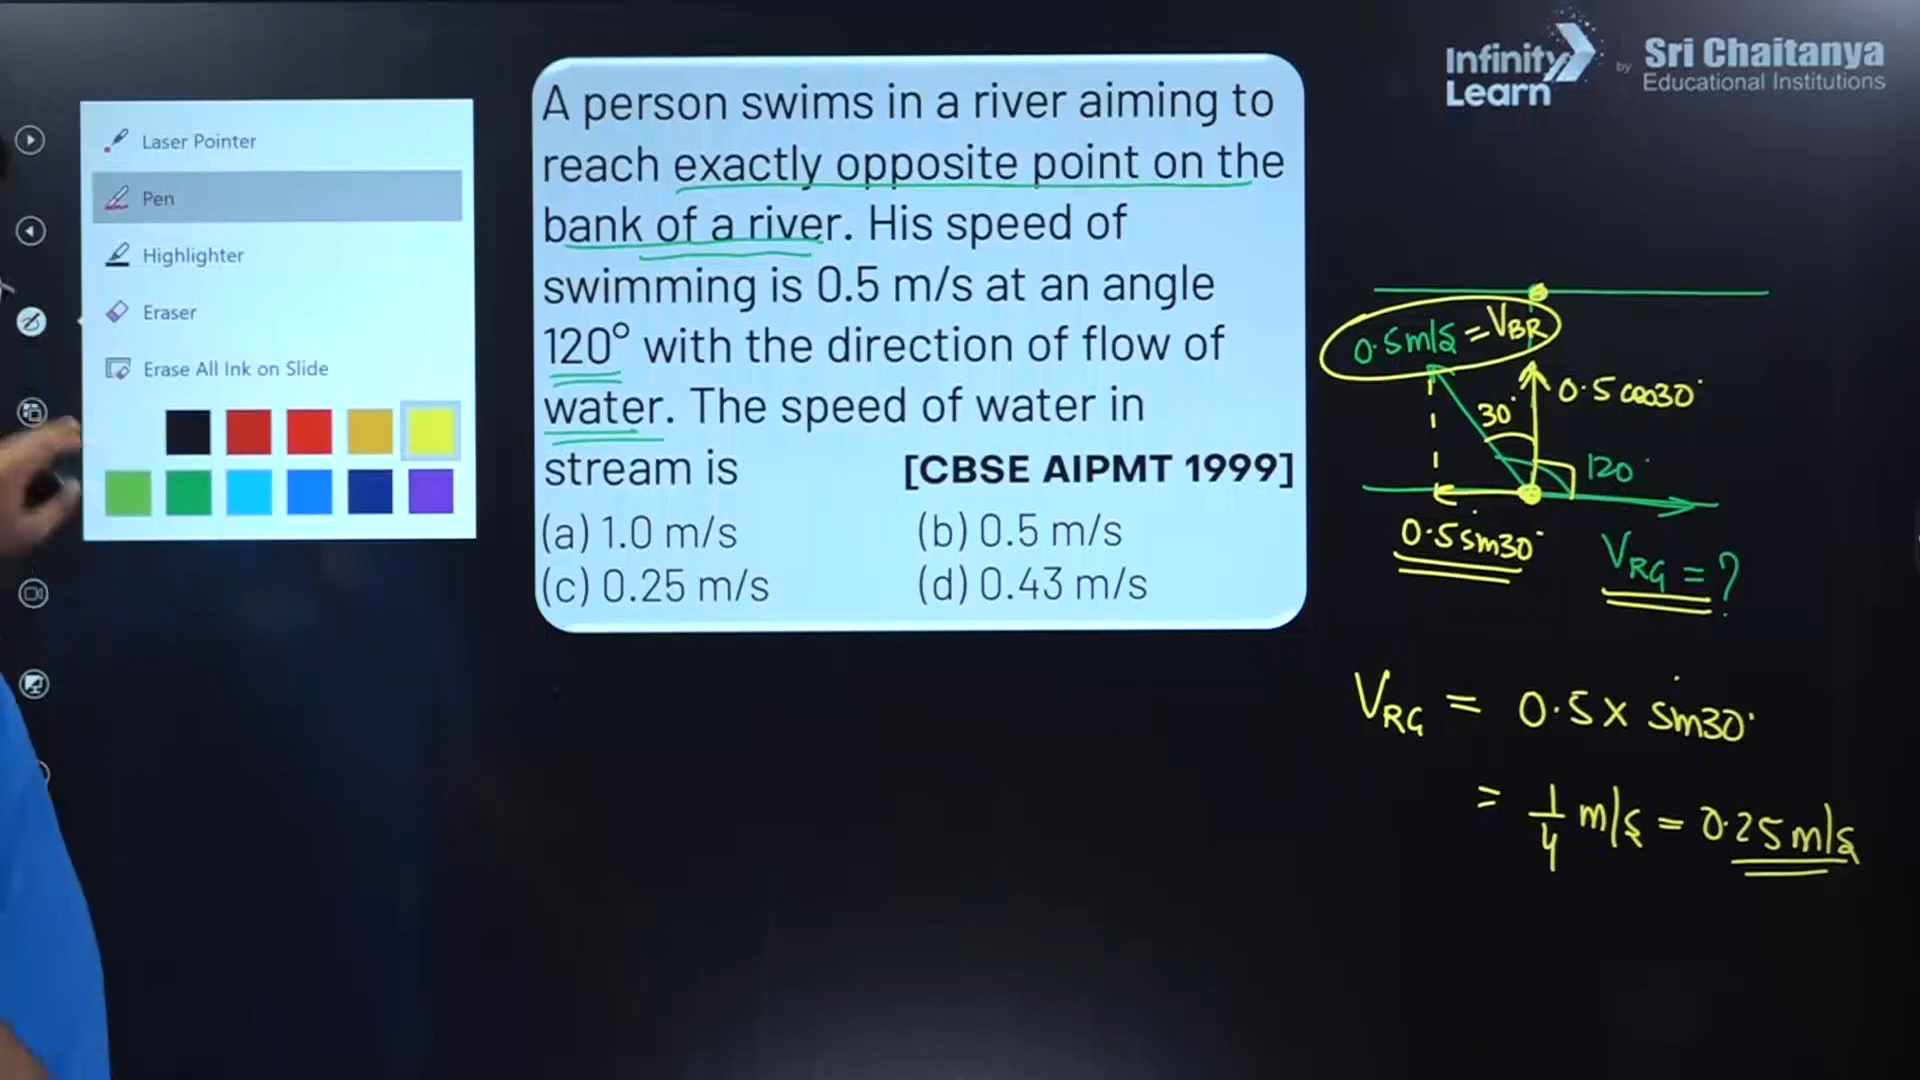 Infinity Learn by Sri Chaitanya Educational Institutions
Laser Pointer
Pen
Highlighter
Eraser
Erase All Ink on Slide
A person swims in a river aiming to
reach exactly opposite point on the
bank of a river. His speed of
swimming is 0.5 m/s at an angle
120° with the direction of flow of
water. The speed of water in
stream is [CBSE AIPMT 1999]
(a) 1.0 m/s (b) 0.5 m/s
(c) 0.25 m/s (d) 0.43 m/s
0.5m/s = VBR
30° 0.5 cos30°
120°
0.5 sin30°
VRG = ?
VRG = 0.5 x sin30°
= 1/4 m/s = 0.25 m/s